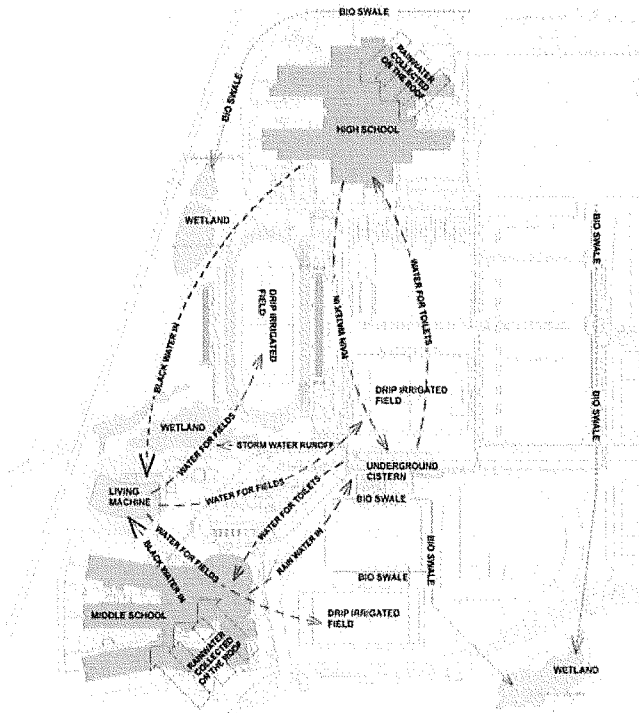 BIO SWALE
RAINWATER
COLLECTED
ON THE ROOF
BIO SWALE
HIGH SCHOOL
WETLAND
BIO SWALE
WATER FOR TOILETS
RAIN WATER IN
DRIP IRRIGATED
FIELD
BLACK WATER IN
DRIP IRRIGATED
FIELD
BIO SWALE
WETLAND
WATER FOR FIELDS
STORM WATER RUNOFF
UNDERGROUND
CISTERN
LIVING
MACHINE
WATER FOR FIELDS
WATER FOR TOILETS
BIO SWALE
RAIN WATER IN
WATER FOR FIELDS
BLACK WATER IN
BIO SWALE
BIO SWALE
MIDDLE SCHOOL
DRIP IRRIGATED
FIELD
RAINWATER
COLLECTED
ON THE ROOF
WETLAND